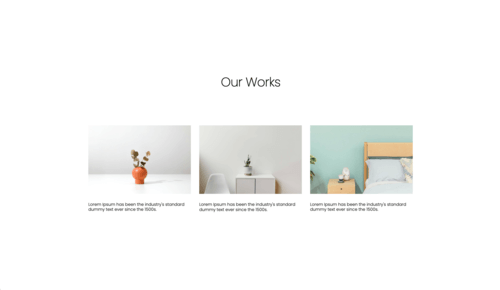 Our Works
Lorem Ipsum has been the industry's standard
dummy text ever since the 1500s.
Lorem Ipsum has been the industry's standard
dummy text ever since the 1500s.
Lorem Ipsum has been the industry's standard
dummy text ever since the 1500s.